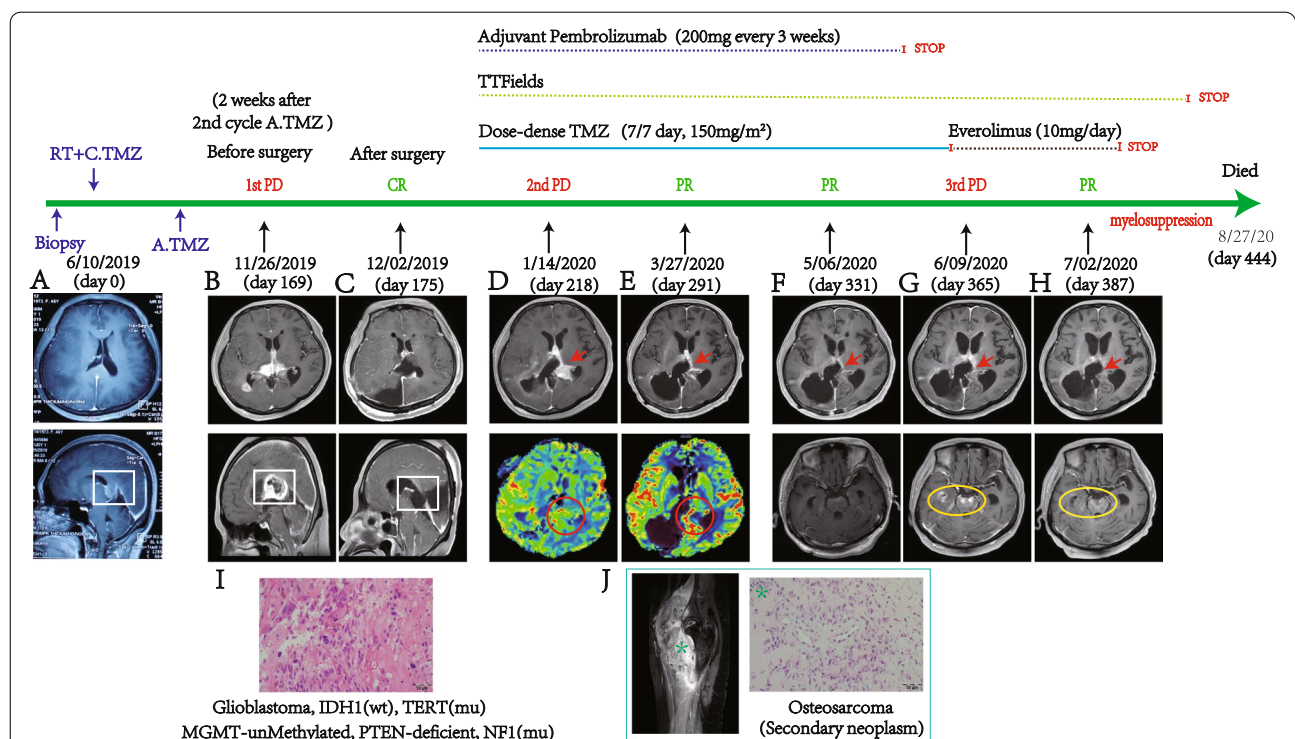 Adjuvant Pembrolizumab (200mg every 3 weeks)
STOP
TTFields
STOP
(2 weeks after
2nd cycle A.TMZ )
Dose-dense TMZ (7/7 day, 150mg/m²)
Everolimus (10mg/day)
STOP
RT+C.TMZ
Before surgery
After surgery
Died
1st PD
CR
2nd PD
PR
PR
3rd PD
PR
myelosuppression
Biopsy
A.TMZ
8/27/20
(day 444)
A
6/10/2019
(day 0)
B
11/26/2019
(day 169)
C
12/02/2019
(day 175)
D
1/14/2020
(day 218)
E
3/27/2020
(day 291)
F
5/06/2020
(day 331)
G
6/09/2020
(day 365)
H
7/02/2020
(day 387)
I
J
Glioblastoma, IDH1(wt), TERT(mu)
MGMT-unMethylated, PTEN-deficient, NF1(mu)
Osteosarcoma
(Secondary neoplasm)